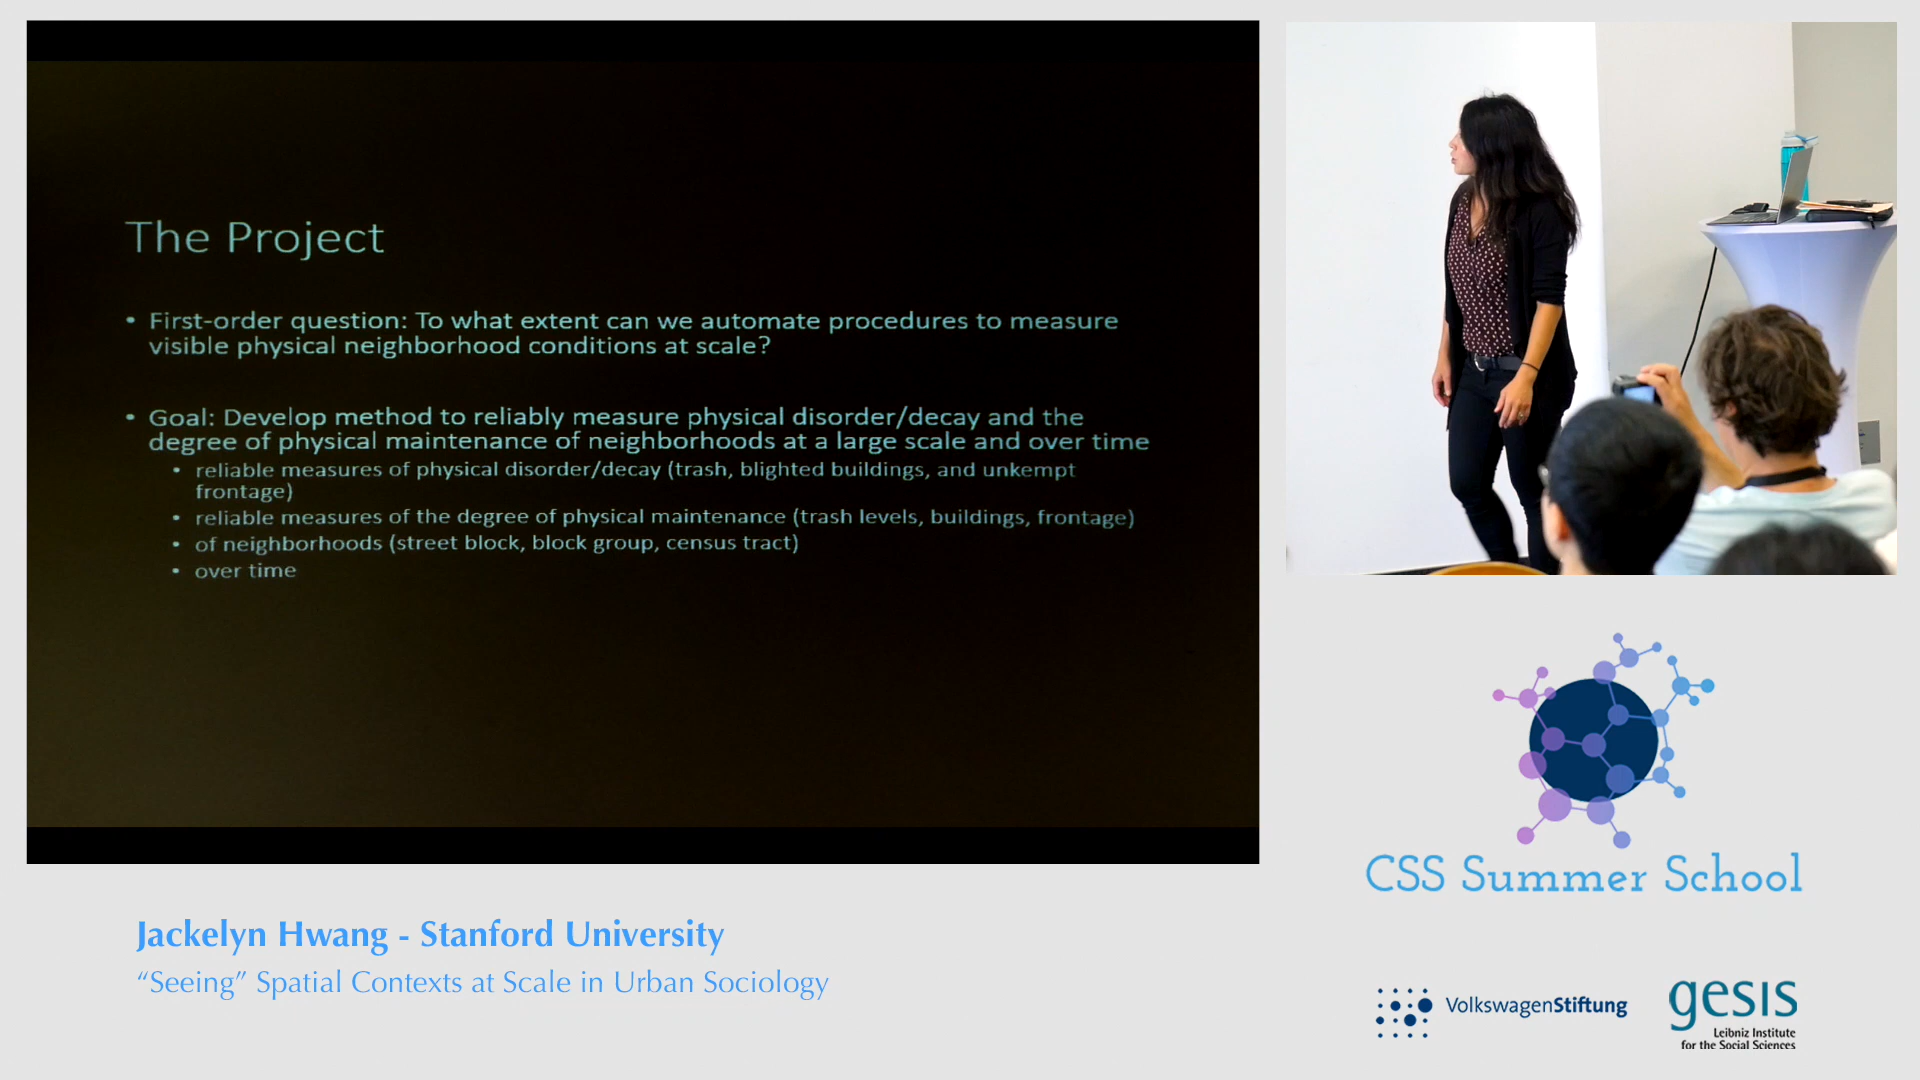 The Project
• First-order question: To what extent can we automate procedures to measure
visible physical neighborhood conditions at scale?
• Goal: Develop method to reliably measure physical disorder/decay and the
degree of physical maintenance of neighborhoods at a large scale and over time
• reliable measures of physical disorder/decay (trash, blighted buildings, and unkempt
frontage)
• reliable measures of the degree of physical maintenance (trash levels, buildings, frontage)
• of neighborhoods (street block, block group, census tract)
• over time
CSS Summer School
Jackelyn Hwang - Stanford University
“Seeing” Spatial Contexts at Scale in Urban Sociology
VolkswagenStiftung
gesis
Leibniz Institute
for the Social Sciences